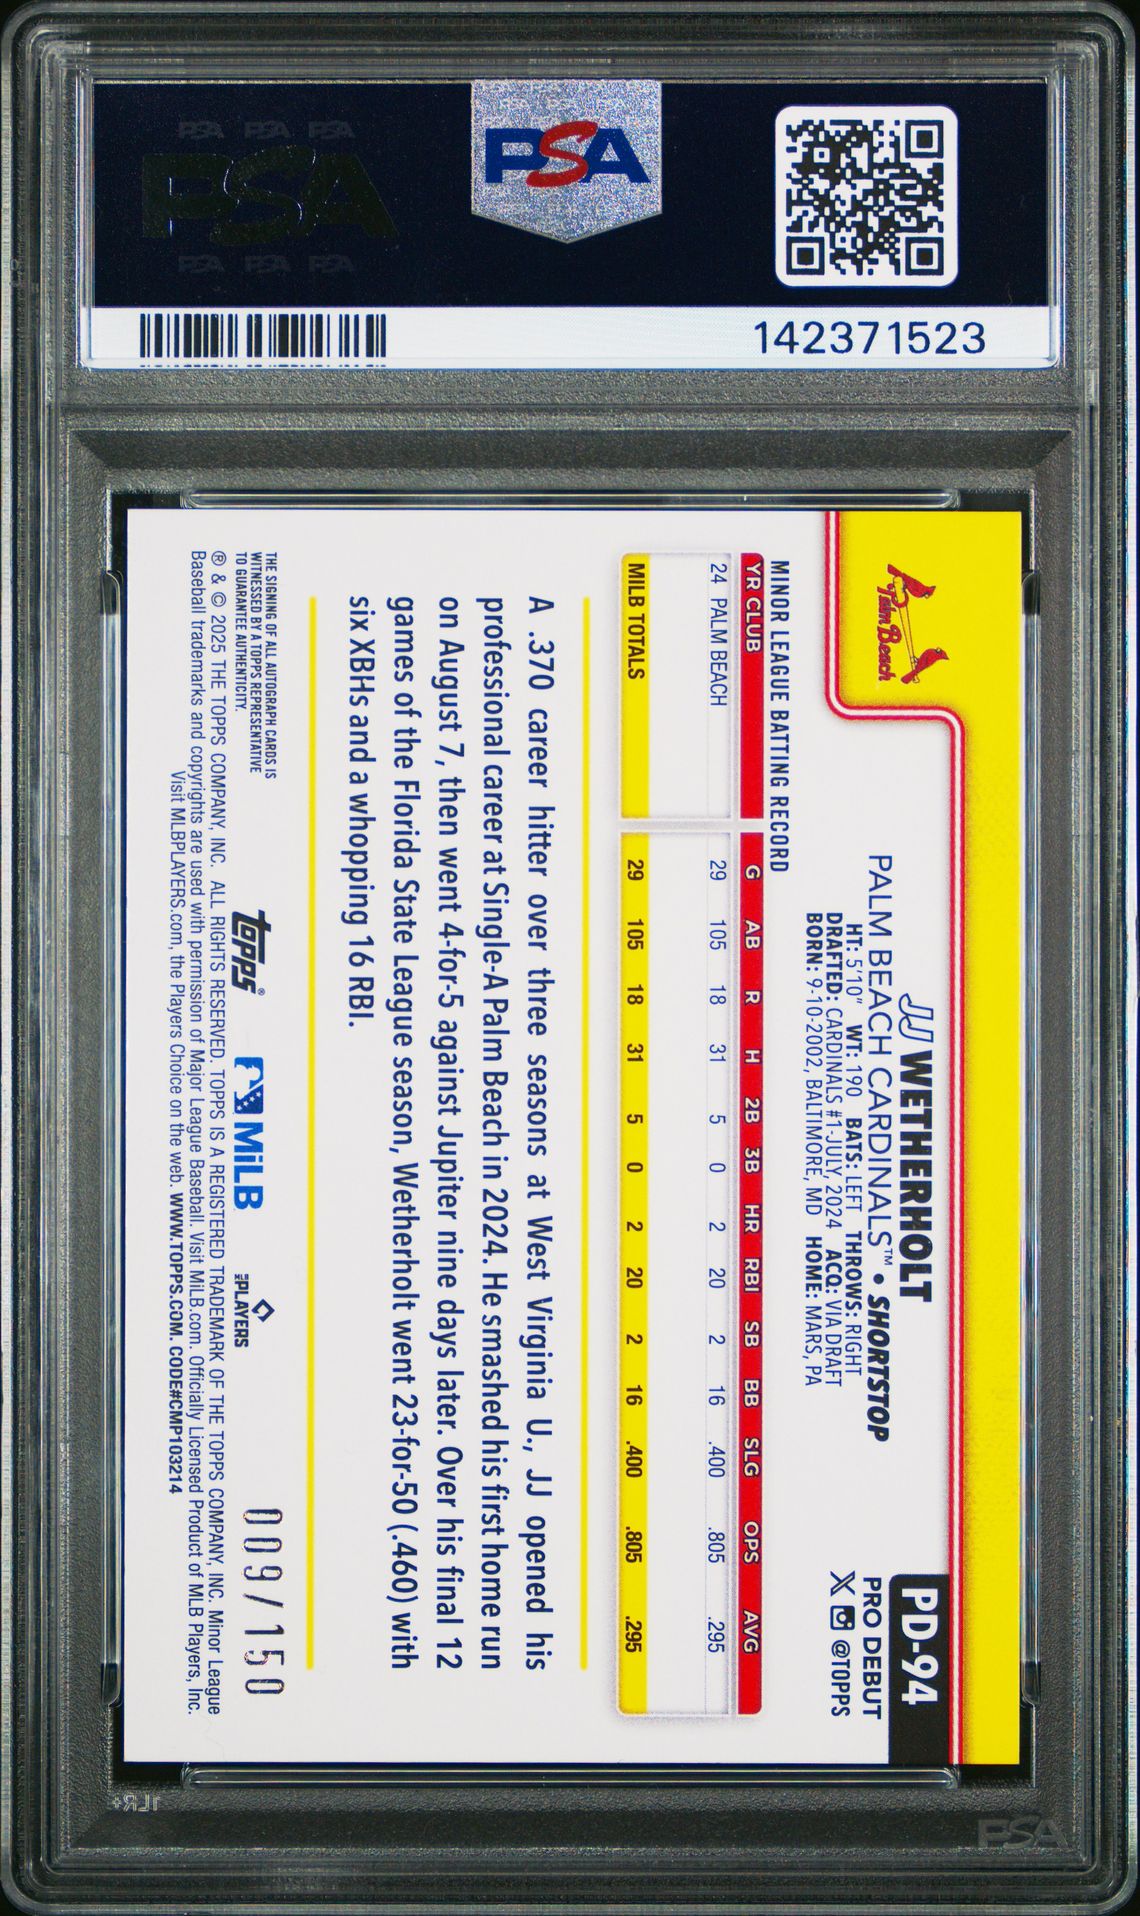 PSA PSA PSA
PSA
PSA PSA PSA
PSA
142371523
Palm Beach
JJ WETHERHOLT
PALM BEACH CARDINALS™ • SHORTSTOP
HT: 5'10" WT: 190 BATS: LEFT THROWS: RIGHT
DRAFTED: CARDINALS #1-JULY, 2024 ACQ: VIA DRAFT
BORN: 9-10-2002, BALTIMORE, MD HOME: MARS, PA
PD-94
PRO DEBUT
@TOPPS
MINOR LEAGUE BATTING RECORD
YR CLUB G AB R H 2B 3B HR RBI SB BB SLG OPS AVG
24 PALM BEACH 29 105 18 31 5 0 2 20 2 16 .400 .805 .295
MILB TOTALS 29 105 18 31 5 0 2 20 2 16 .400 .805 .295
A .370 career hitter over three seasons at West Virginia U., JJ opened his
professional career at Single-A Palm Beach in 2024. He smashed his first home run
on August 7, then went 4-for-5 against Jupiter nine days later. Over his final 12
games of the Florida State League season, Wetherholt went 23-for-50 (.460) with
six XBHs and a whopping 16 RBI.
THE SIGNING OF ALL AUTOGRAPH CARDS IS
WITNESSED BY A TOPPS REPRESENTATIVE
TO GUARANTEE AUTHENTICITY.
topps®
MiLB
PLAYERS
009/150
® & © 2025 THE TOPPS COMPANY, INC. ALL RIGHTS RESERVED. TOPPS IS A REGISTERED TRADEMARK OF THE TOPPS COMPANY, INC. Minor League
Baseball trademarks and copyrights are used with permission of Major League Baseball. Visit MiLB.com. Officially Licensed Product of MLB Players, Inc.
Visit MLBPLAYERS.com, the Players Choice on the web. WWW.TOPPS.COM. CODE#CMP103214
PSA